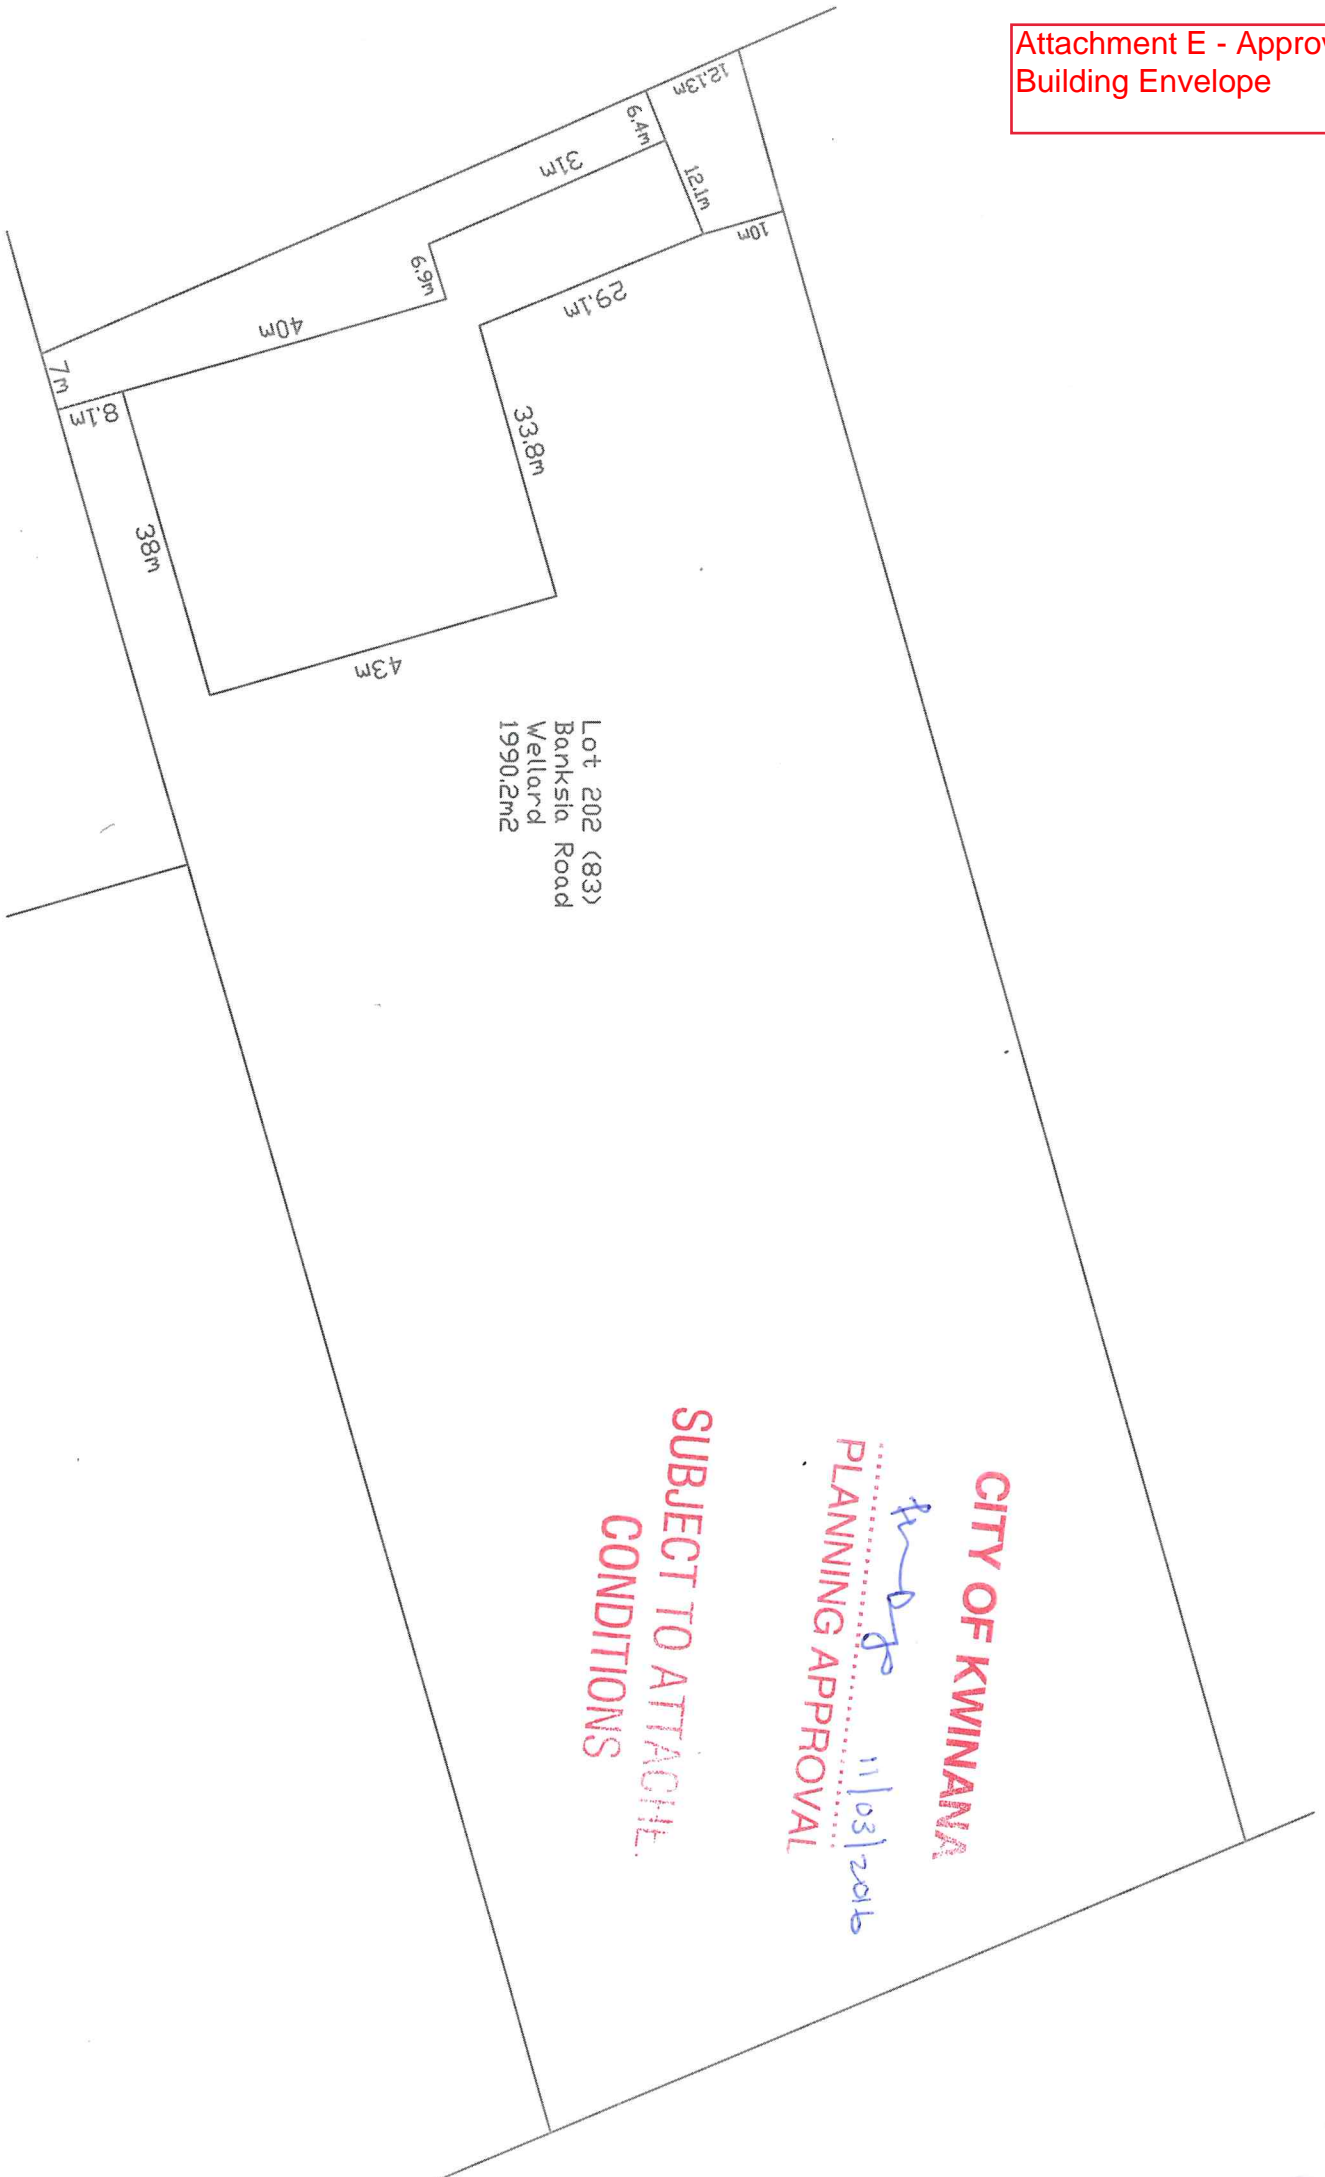 Attachment E - Approv
Building Envelope
12.13m
6.4m
31m
12.1m
10m
6.9m
29.1m
40m
7m
8.1m
33.8m
38m
43m
Lot 202 (83)
Banksia Road
Wellard
1990.2m2
CITY OF KWINANA
11/03/2016
PLANNING APPROVAL
SUBJECT TO ATTACHE
CONDITIONS